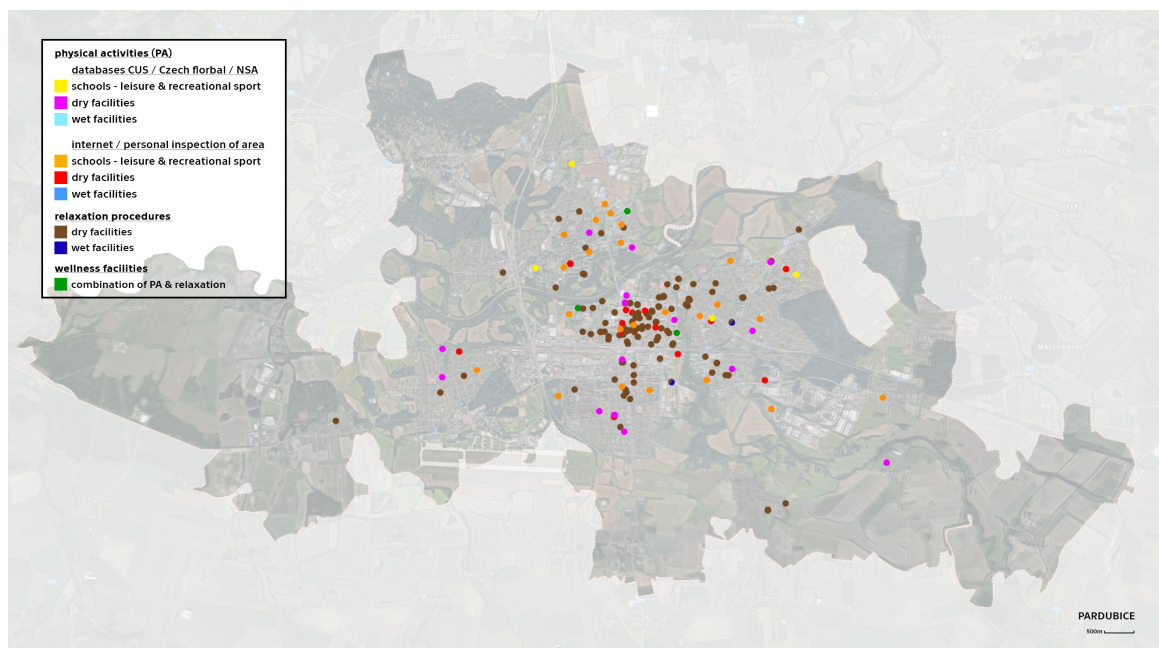 physical activities (PA)
databases CUS / Czech florbal / NSA
schools - leisure & recreational sport
dry facilities
wet facilities
internet / personal inspection of area
schools - leisure & recreational sport
dry facilities
wet facilities
relaxation procedures
dry facilities
wet facilities
wellness facilities
combination of PA & relaxation
PARDUBICE
500m